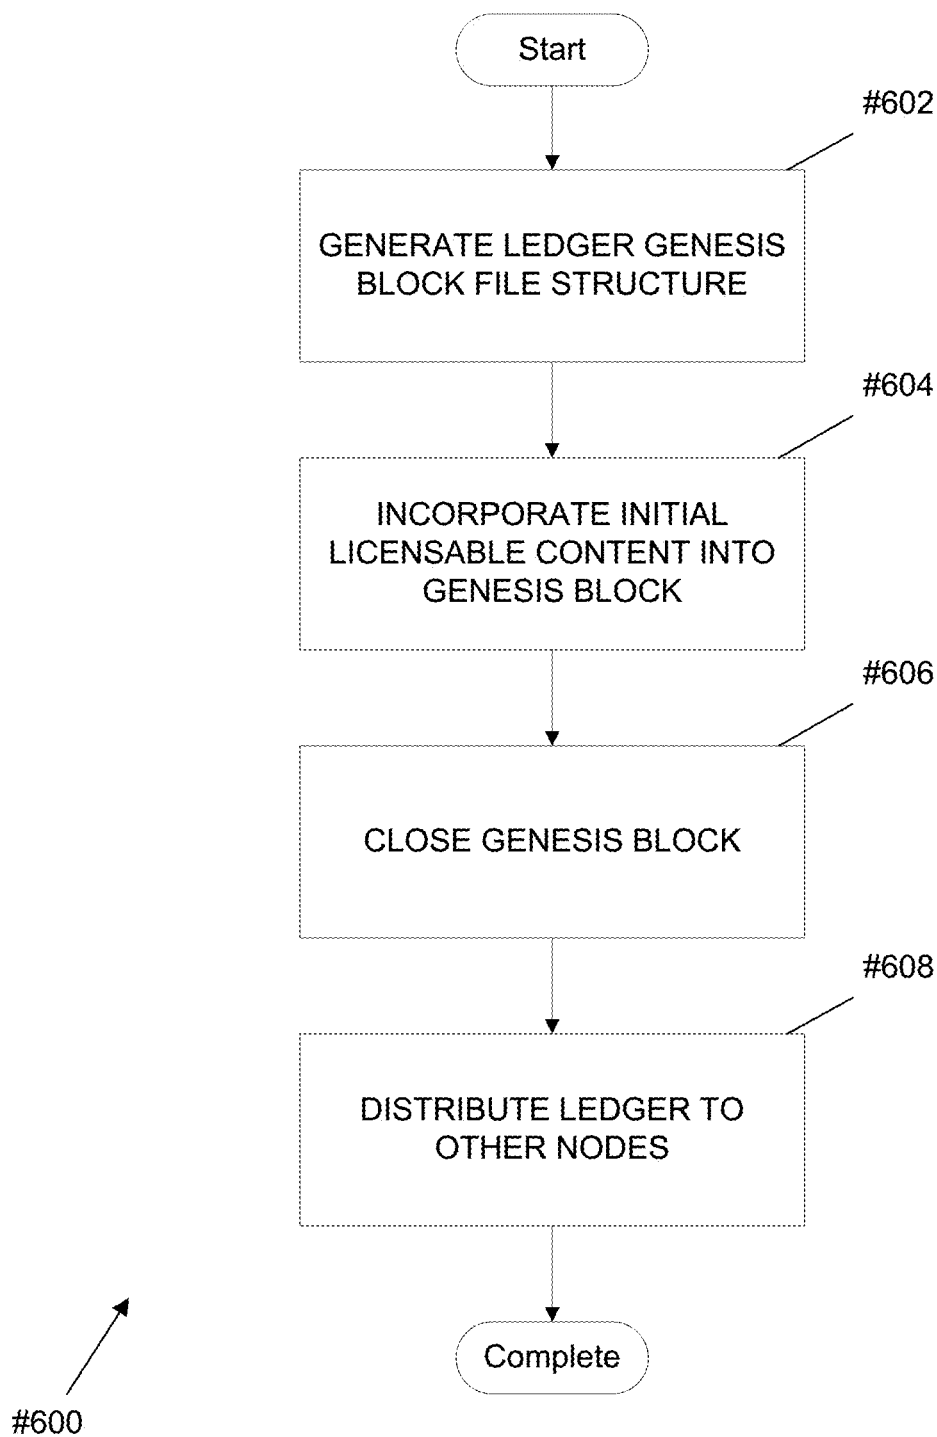 Start
#602
GENERATE LEDGER GENESIS
BLOCK FILE STRUCTURE
#604
INCORPORATE INITIAL
LICENSABLE CONTENT INTO
GENESIS BLOCK
#606
CLOSE GENESIS BLOCK
#608
DISTRIBUTE LEDGER TO
OTHER NODES
Complete
#600